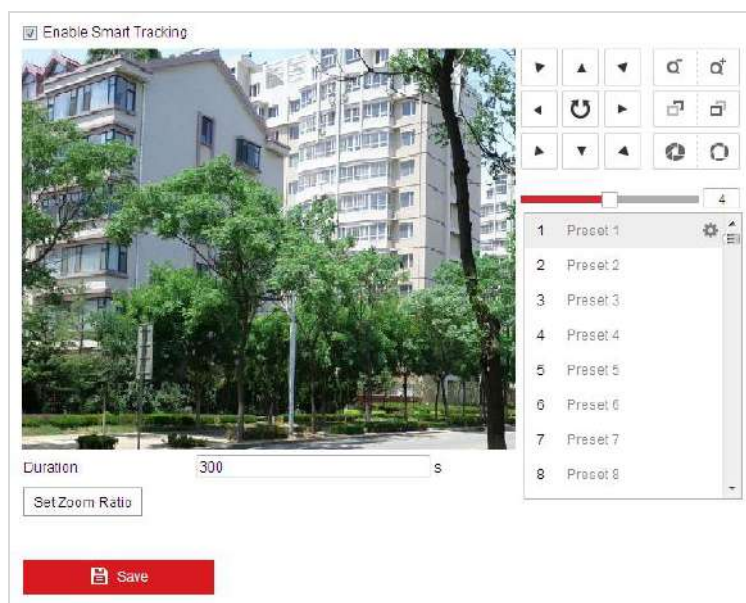 Enable Smart Tracking
4
1 Preset 1
2 Preset 2
3 Preset 3
4 Preset 4
5 Preset 5
6 Preset 6
7 Preset 7
8 Preset 8
Duration 300 s
Set Zoom Ratio
Save